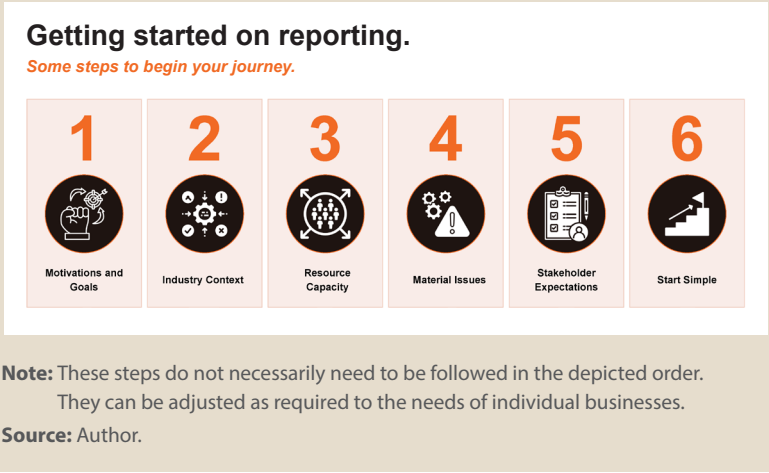 Getting started on reporting.
Some steps to begin your journey.
1
2
3
4
5
6
Motivations and
Goals
Industry Context
Resource
Capacity
Material Issues
Stakeholder
Expectations
Start Simple
Note: These steps do not necessarily need to be followed in the depicted order.
They can be adjusted as required to the needs of individual businesses.
Source: Author.